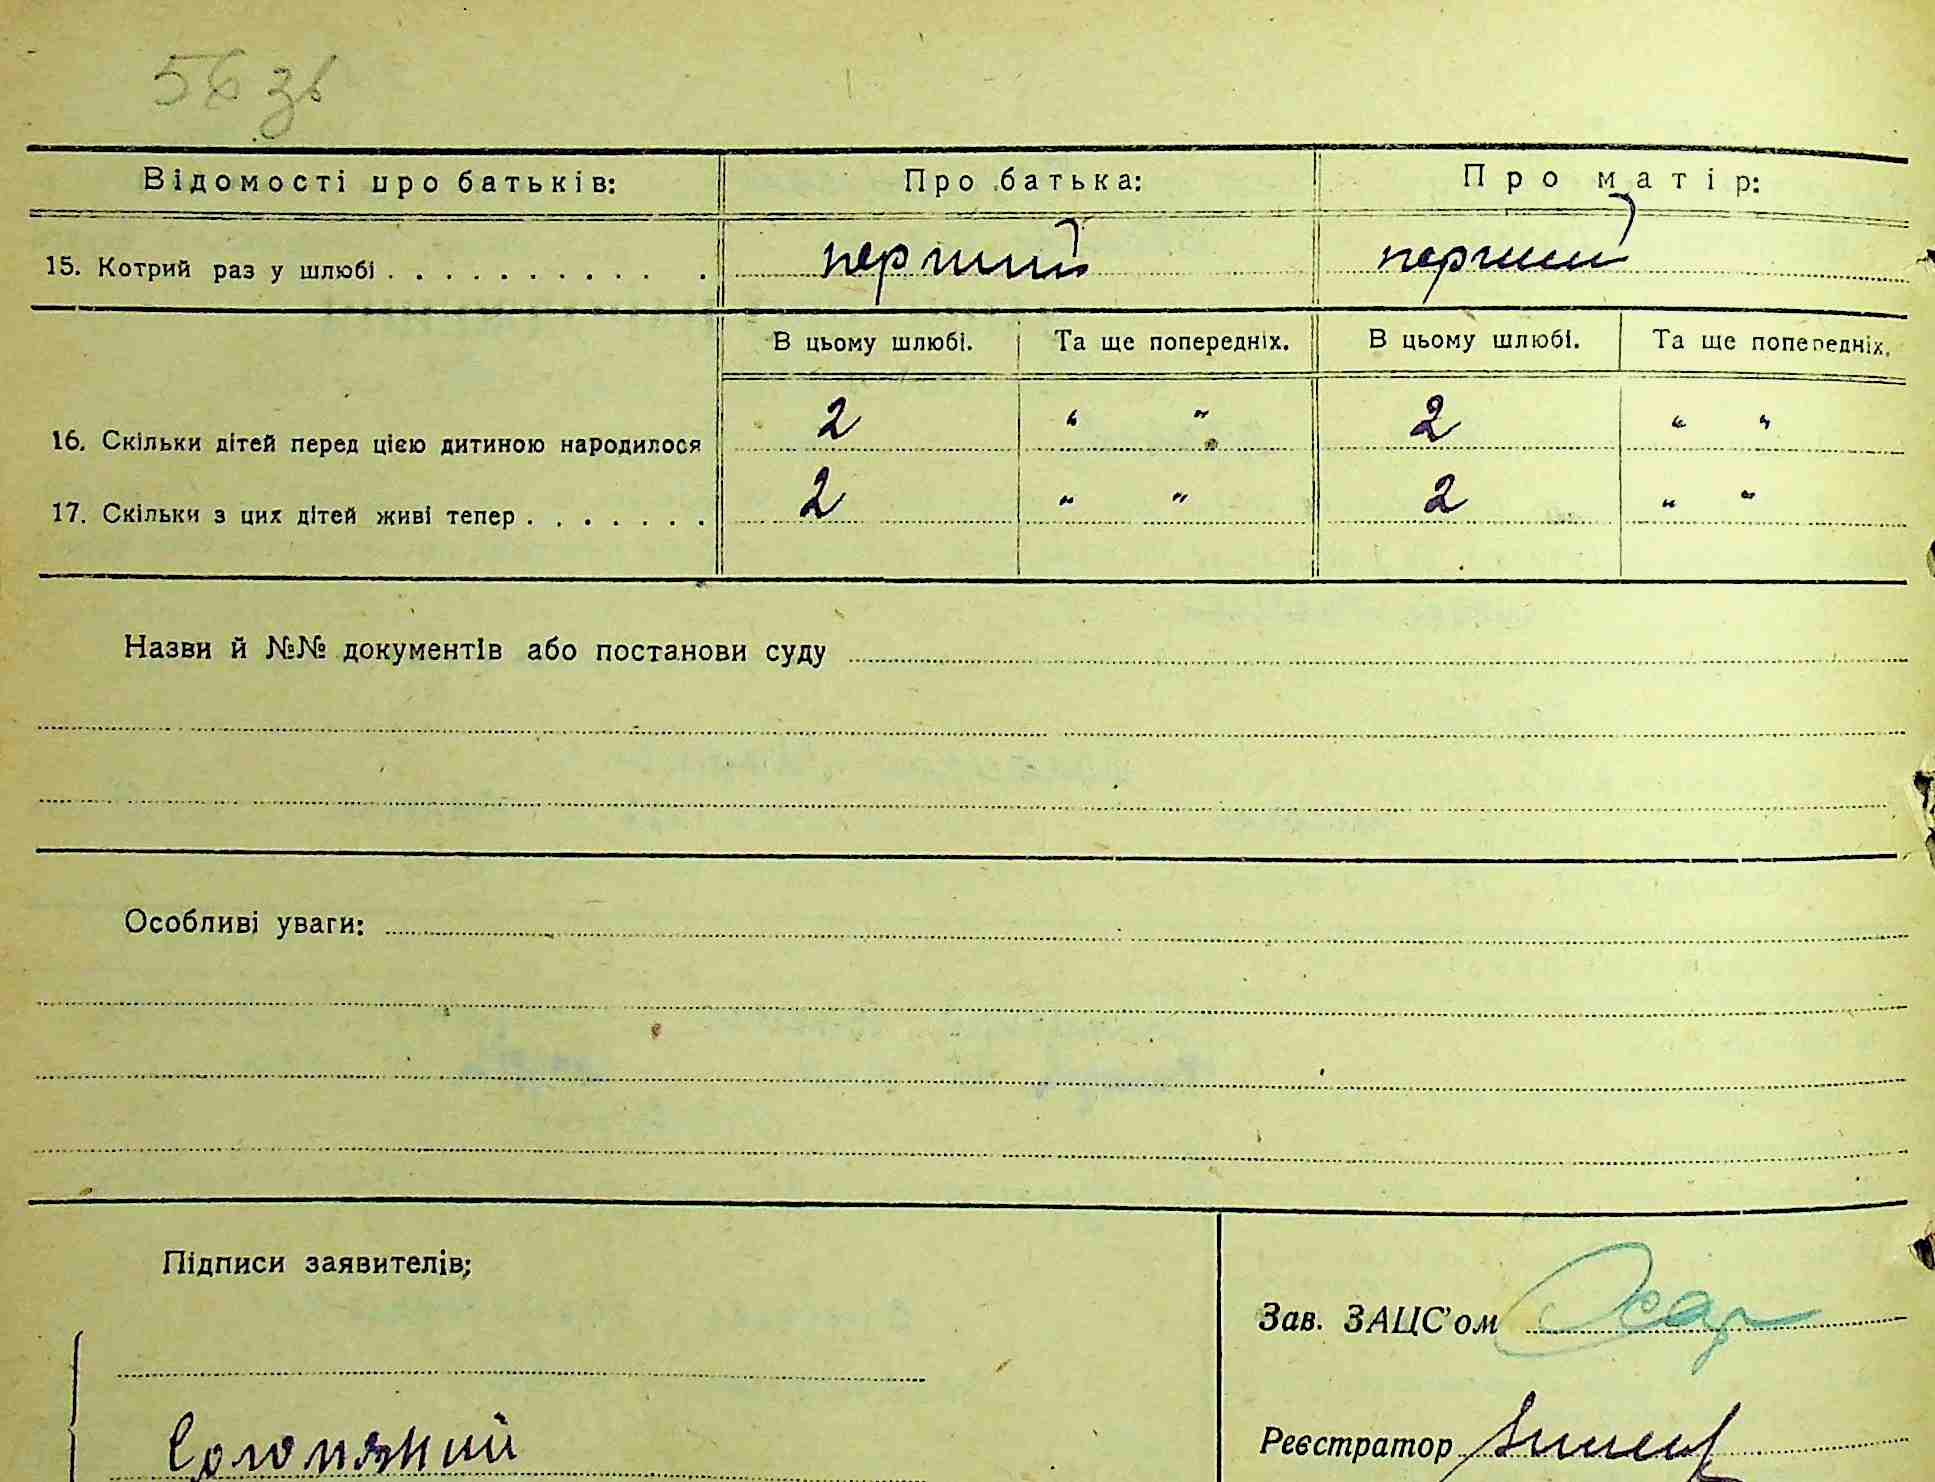 56 зв
Відомості про батьків: Про батька: Про матір:
15. Котрий раз у шлюбі . . . . . . . . . . . перший перший
В цьому шлюбі. Та ще попередніх. В цьому шлюбі. Та ще попередніх.
16. Скільки дітей перед цією дитиною народилося 2 " " 2 " "
17. Скільки з цих дітей живі тепер . . . . . . . 2 " " 2 " "
Назви й №№ документів або постанови суду
Особливі уваги:
Підписи заявителів;
Зав. ЗАЦС'ом
Соломяний
Реєстратор